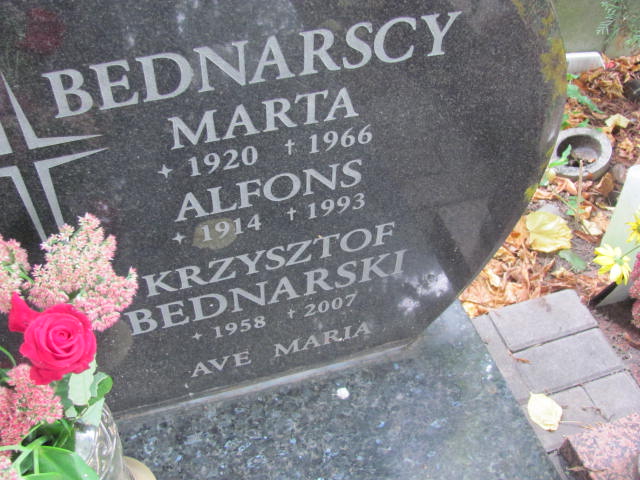 BEDNARSCY
MARTA
✦ 1920 † 1966
ALFONS
✦ 1914 † 1993
KRZYSZTOF
BEDNARSKI
✦ 1958 † 2007
AVE MARIA